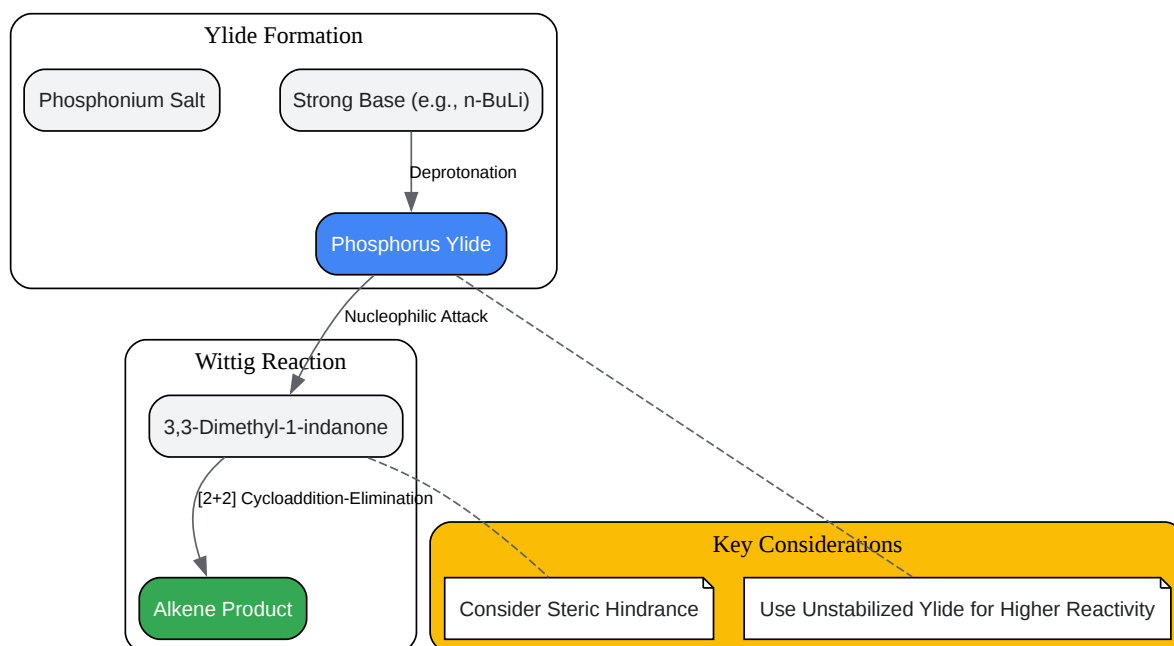 Ylide Formation
Phosphonium Salt
Strong Base (e.g., n-BuLi)
Deprotonation
Phosphorus Ylide
Nucleophilic Attack
Wittig Reaction
3,3-Dimethyl-1-indanone
[2+2] Cycloaddition-Elimination
Key Considerations
Alkene Product
Consider Steric Hindrance
Use Unstabilized Ylide for Higher Reactivity